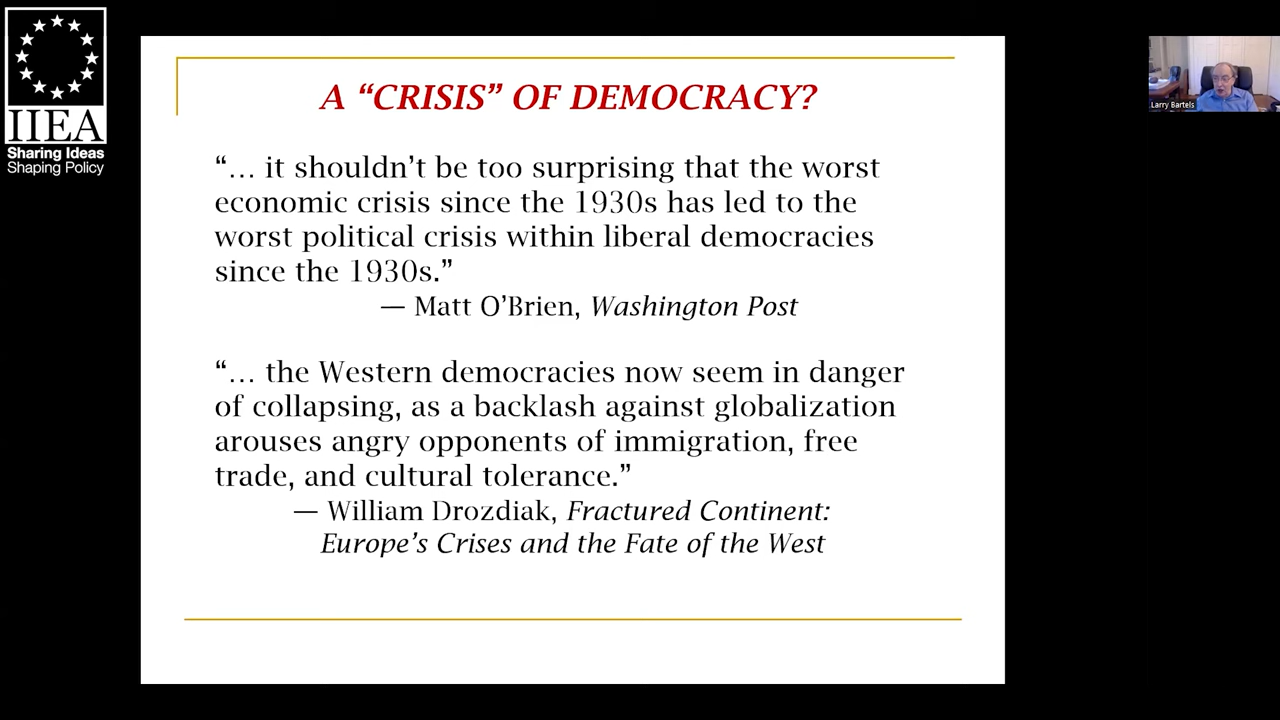 IIEA
Sharing Ideas
Shaping Policy
A “CRISIS” OF DEMOCRACY?
“… it shouldn’t be too surprising that the worst
economic crisis since the 1930s has led to the
worst political crisis within liberal democracies
since the 1930s.”
— Matt O’Brien, Washington Post
“… the Western democracies now seem in danger
of collapsing, as a backlash against globalization
arouses angry opponents of immigration, free
trade, and cultural tolerance.”
— William Drozdiak, Fractured Continent:
Europe’s Crises and the Fate of the West
Larry Bartels